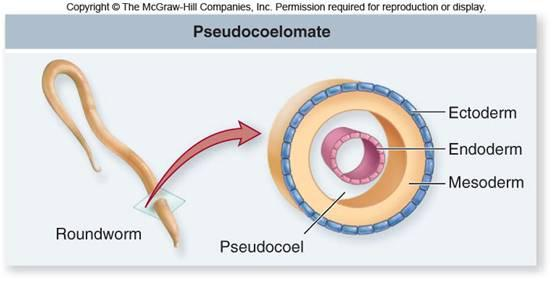 Copyright © The McGraw-Hill Companies, Inc. Permission required for reproduction or display.
Pseudocoelomate
Ectoderm
Endoderm
Mesoderm
Roundworm
Pseudocoel